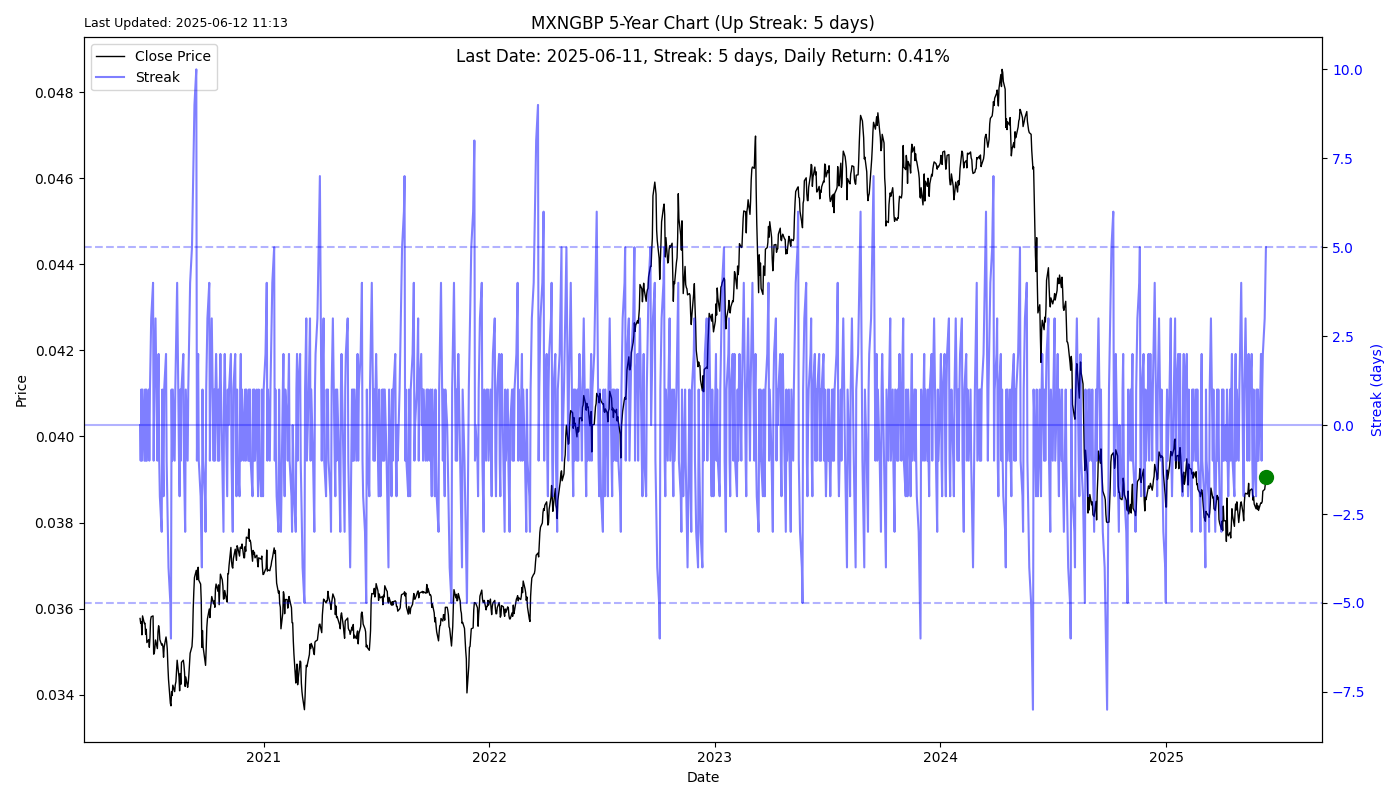 Last Updated: 2025-06-12 11:13
MXNGBP 5-Year Chart (Up Streak: 5 days)
Last Date: 2025-06-11, Streak: 5 days, Daily Return: 0.41%
Close Price
Streak
0.048
0.046
0.044
0.042
0.040
0.038
0.036
0.034
Price
10.0
7.5
5.0
2.5
0.0
−2.5
−5.0
−7.5
Streak (days)
2021
2022
2023
2024
2025
Date